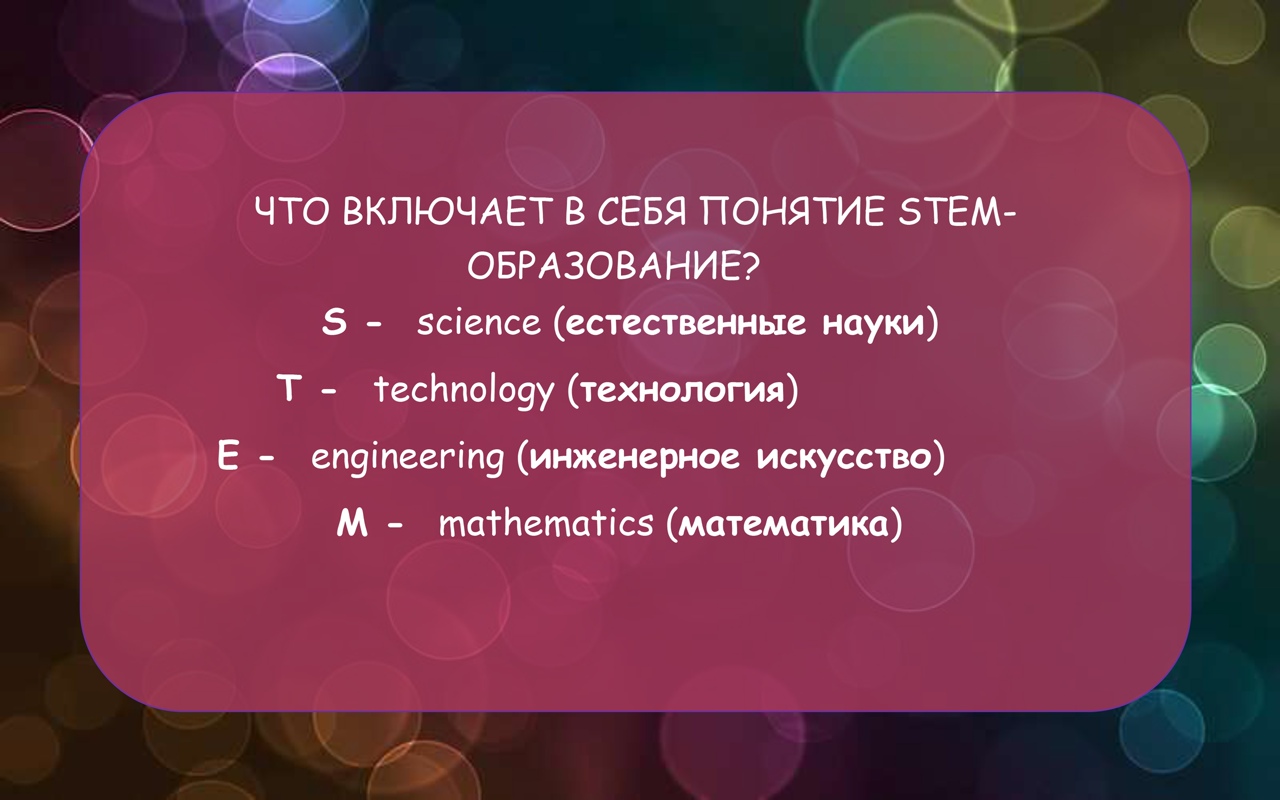 ЧТО ВКЛЮЧАЕТ В СЕБЯ ПОНЯТИЕ STEM-
ОБРАЗОВАНИЕ?
S - science (естественные науки)
T - technology (технология)
E - engineering (инженерное искусство)
M - mathematics (математика)